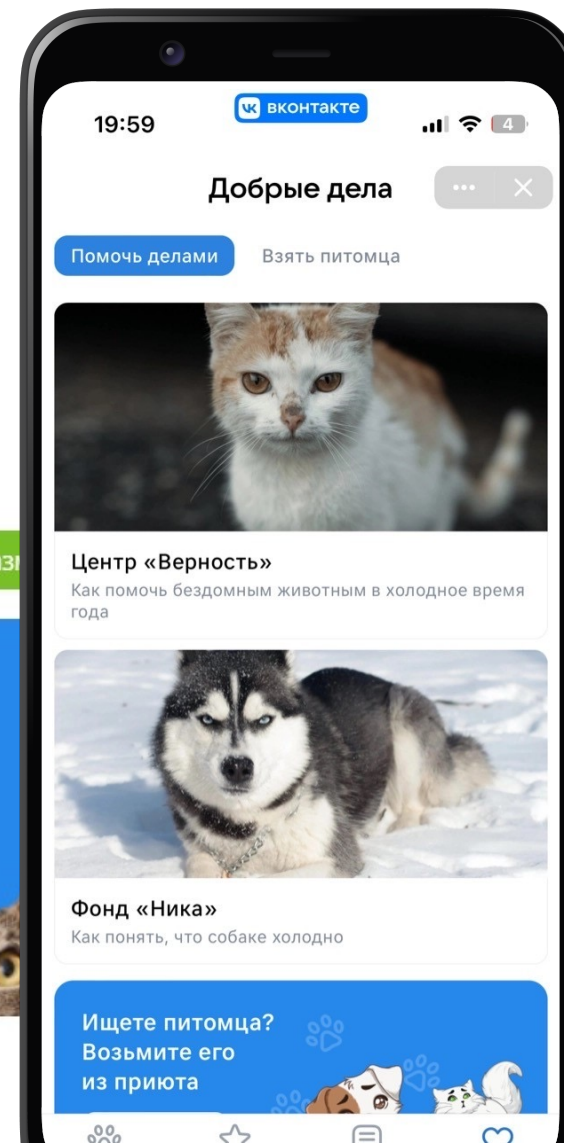 19:59
вконтакте
4
Добрые дела
Помочь делами
Взять питомца
Центр «Верность»
Как помочь бездомным животным в холодное время
года
Фонд «Ника»
Как понять, что собаке холодно
Ищете питомца?
Возьмите его
из приюта